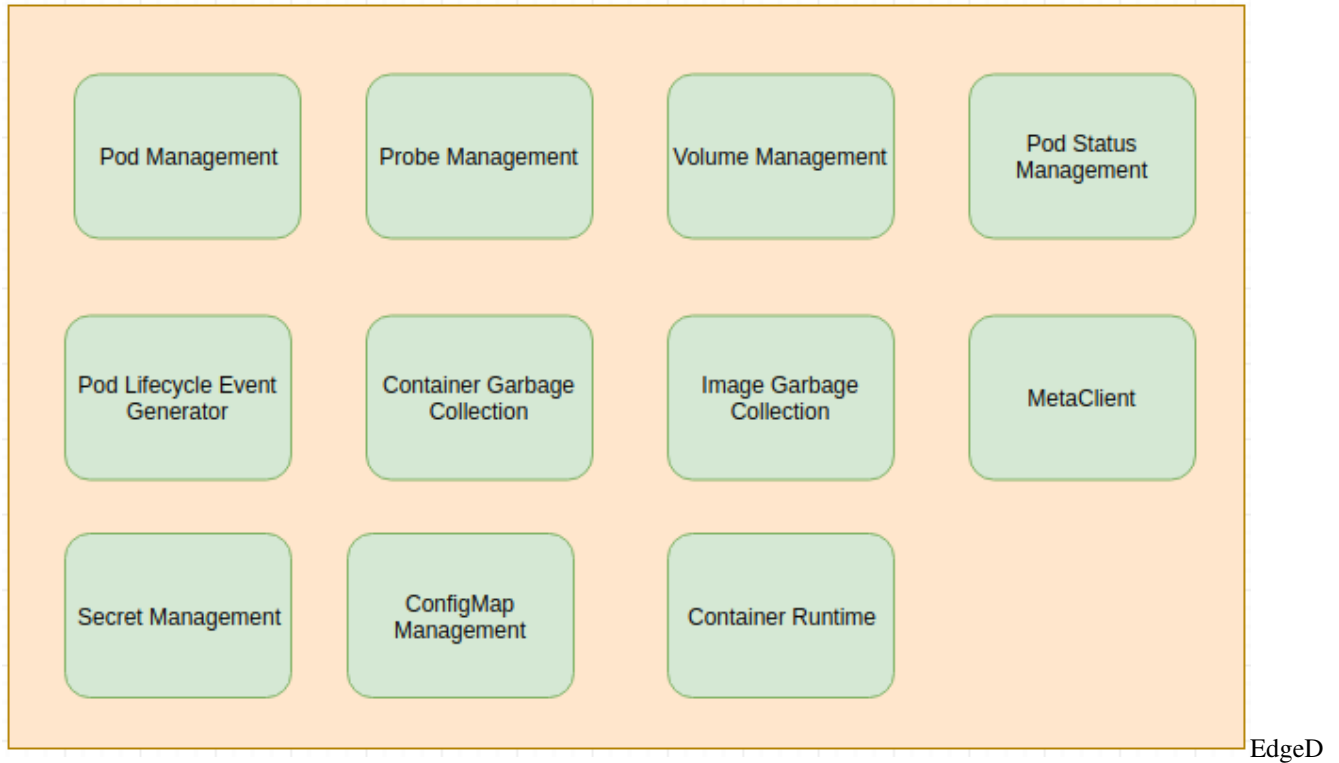 Pod Management
Probe Management
Volume Management
Pod Status
Management
Pod Lifecycle Event
Generator
Container Garbage
Collection
Image Garbage
Collection
MetaClient
Secret Management
ConfigMap
Management
Container Runtime
EdgeD